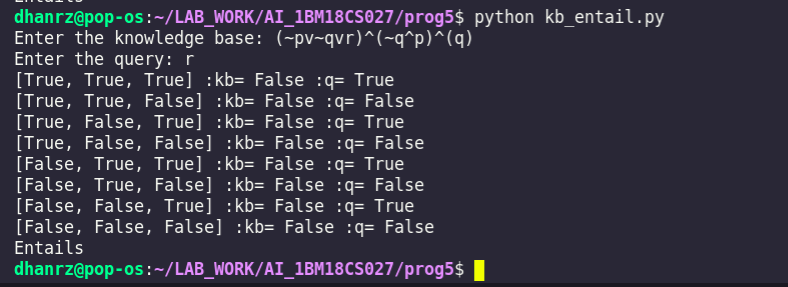 Entails
dhanrz@pop-os:~/LAB_WORK/AI_1BM18CS027/prog5$ python kb_entail.py
Enter the knowledge base: (~pv~qvr)^(~q^p)^(q)
Enter the query: r
[True, True, True] :kb= False :q= True
[True, True, False] :kb= False :q= False
[True, False, True] :kb= False :q= True
[True, False, False] :kb= False :q= False
[False, True, True] :kb= False :q= True
[False, True, False] :kb= False :q= False
[False, False, True] :kb= False :q= True
[False, False, False] :kb= False :q= False
Entails
dhanrz@pop-os:~/LAB_WORK/AI_1BM18CS027/prog5$